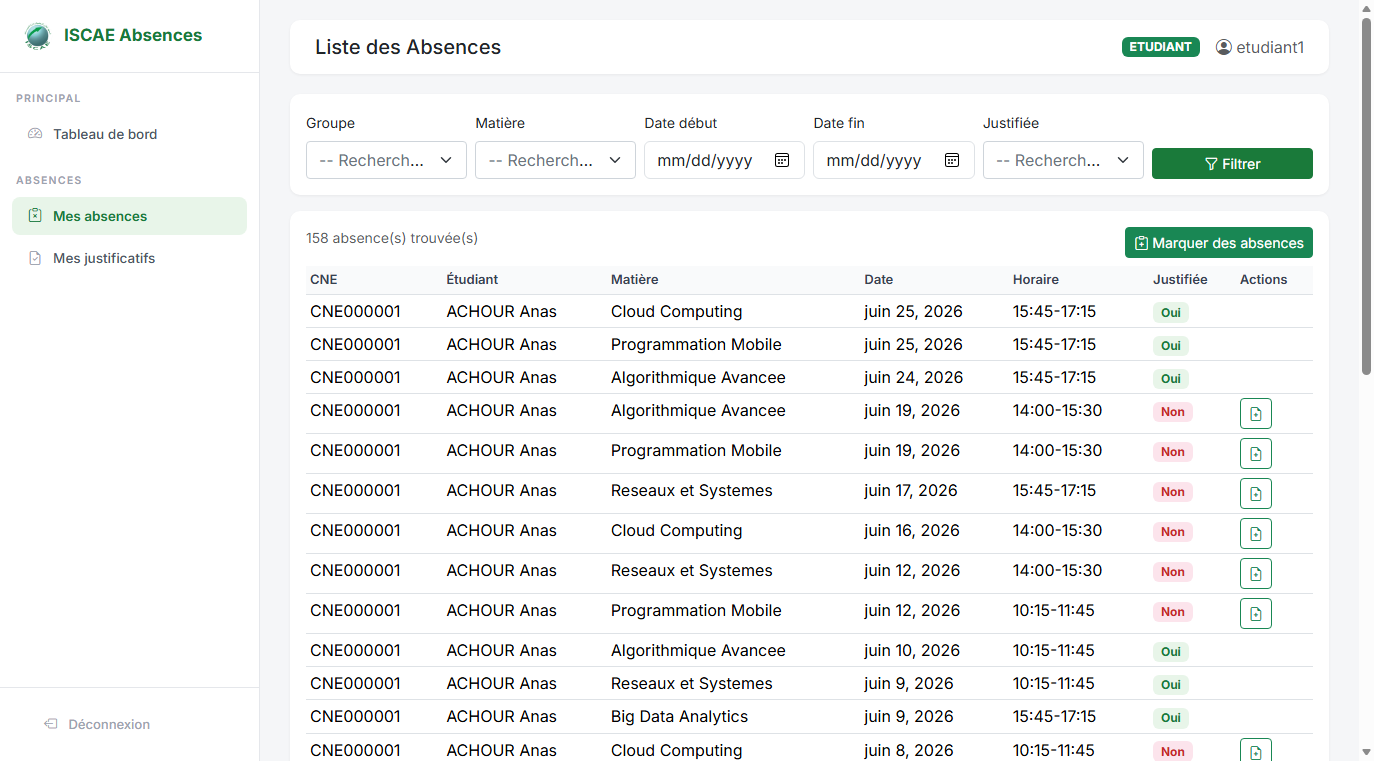 ISCAE Absences
PRINCIPAL
Tableau de bord
ABSENCES
Mes absences
Mes justificatifs
Déconnexion
Liste des Absences
ETUDIANT etudiant1
Groupe Matière Date début Date fin Justifiée
-- Recherch... -- Recherch... mm/dd/yyyy mm/dd/yyyy -- Recherch... Filtrer
158 absence(s) trouvée(s)
Marquer des absences
CNE Étudiant Matière Date Horaire Justifiée Actions
CNE000001 ACHOUR Anas Cloud Computing juin 25, 2026 15:45-17:15 Oui
CNE000001 ACHOUR Anas Programmation Mobile juin 25, 2026 15:45-17:15 Oui
CNE000001 ACHOUR Anas Algorithmique Avancee juin 24, 2026 15:45-17:15 Oui
CNE000001 ACHOUR Anas Algorithmique Avancee juin 19, 2026 14:00-15:30 Non
CNE000001 ACHOUR Anas Programmation Mobile juin 19, 2026 14:00-15:30 Non
CNE000001 ACHOUR Anas Reseaux et Systemes juin 17, 2026 15:45-17:15 Non
CNE000001 ACHOUR Anas Cloud Computing juin 16, 2026 14:00-15:30 Non
CNE000001 ACHOUR Anas Reseaux et Systemes juin 12, 2026 14:00-15:30 Non
CNE000001 ACHOUR Anas Programmation Mobile juin 12, 2026 10:15-11:45 Non
CNE000001 ACHOUR Anas Algorithmique Avancee juin 10, 2026 10:15-11:45 Oui
CNE000001 ACHOUR Anas Reseaux et Systemes juin 9, 2026 10:15-11:45 Oui
CNE000001 ACHOUR Anas Big Data Analytics juin 9, 2026 15:45-17:15 Oui
CNE000001 ACHOUR Anas Cloud Computing juin 8, 2026 10:15-11:45 Non